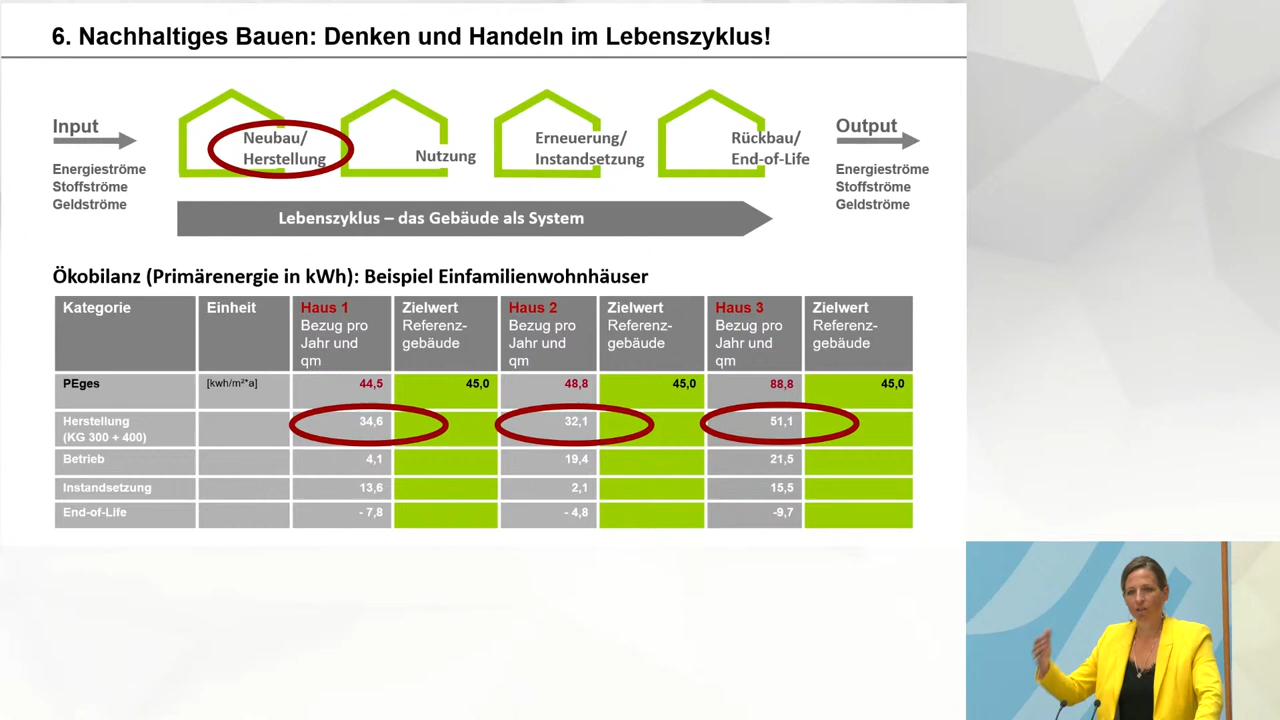 6. Nachhaltiges Bauen: Denken und Handeln im Lebenszyklus!
Input
Energieströme
Stoffströme
Geldströme
Neubau/
Herstellung
Nutzung
Erneuerung/
Instandsetzung
Rückbau/
End-of-Life
Output
Energieströme
Stoffströme
Geldströme
Lebenszyklus – das Gebäude als System
Ökobilanz (Primärenergie in kWh): Beispiel Einfamilienwohnhäuser
Kategorie
Einheit
Haus 1
Bezug pro
Jahr und
qm
Zielwert
Referenz-
gebäude
Haus 2
Bezug pro
Jahr und
qm
Zielwert
Referenz-
gebäude
Haus 3
Bezug pro
Jahr und
qm
Zielwert
Referenz-
gebäude
PEges [kwh/m²*a] 44,5 45,0 48,8 45,0 88,8 45,0
Herstellung
(KG 300 + 400)
34,6 32,1 51,1
Betrieb 4,1 19,4 21,5
Instandsetzung 13,6 2,1 15,5
End-of-Life - 7,8 - 4,8 -9,7